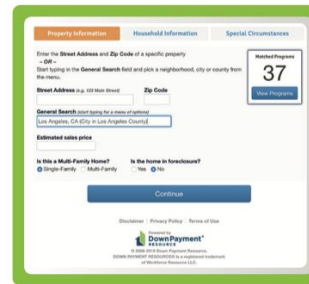 Property Information
Household Information
Special Circumstances
Enter the Street Address and Zip Code of a specific property
- OR -
Start typing in the General Search field and pick a neighborhood, city or county from the menu.
Matched Programs
37
View Programs
Street Address (e.g. 123 Main Street)
Zip Code
General Search (start typing for a menu of options)
Los Angeles, CA (City in Los Angeles County)
Estimated sales price
Is this a Multi-Family Home?
Is the home in foreclosure?
Single-Family
Multi-Family
Yes
No
Continue
Disclaimer | Privacy Policy | Terms of Use
Powered by
DownPayment
RESOURCE
DOWN PAYMENT RESOURCE® is a registered trademark
of Workforce Resource LLC.